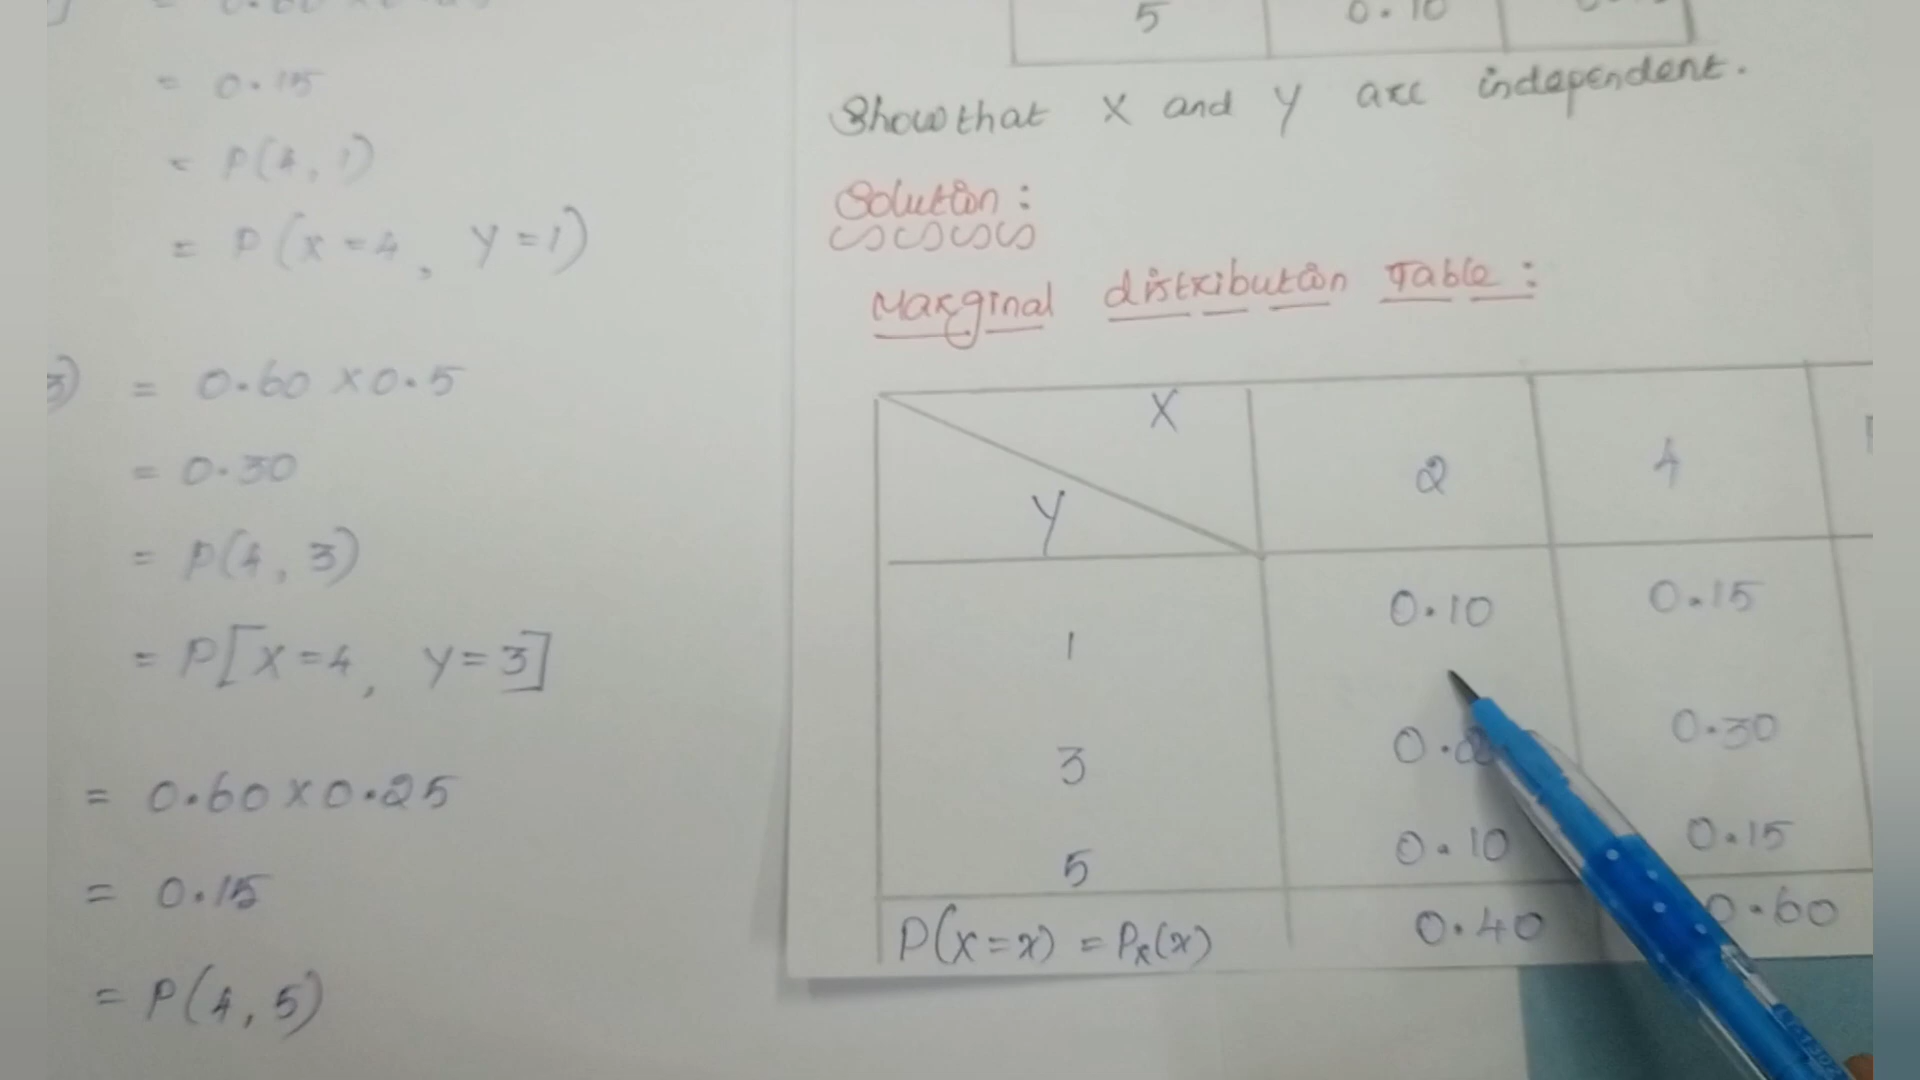 = 0.15
= P(4, 1)
= P(X=4, Y=1)
3) = 0.60 X 0.5
= 0.30
= P(4, 3)
= P[X=4, Y=3]
= 0.60 X 0.25
= 0.15
= P(4, 5)
5 0.10
Show that X and Y are independent.
Solution :
Marginal distribution Table :
X
Y
2 4
1 0.10 0.15
3 0.30
5 0.10 0.15
P(X=x) = Px(x) 0.40 0.60